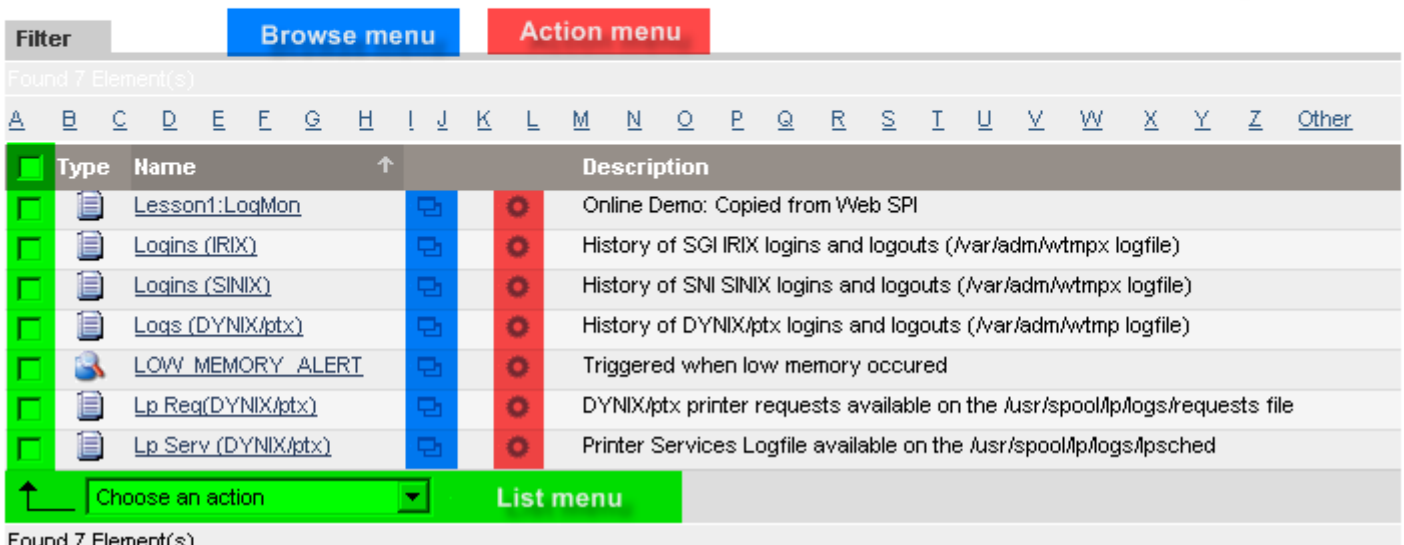 Filter Browse menu Action menu
Found 7 Element(s)
A B C D E F G H I J K L M N O P Q R S T U V W X Y Z Other
Type Name Description
Lesson1:LogMon Online Demo: Copied from Web SPI
Logins (IRIX) History of SGI IRIX logins and logouts (/var/adm/wtmpx logfile)
Logins (SINIX) History of SNI SINIX logins and logouts (/var/adm/wtmpx logfile)
Logs (DYNIX/ptx) History of DYNIX/ptx logins and logouts (/var/adm/wtmp logfile)
LOW_MEMORY_ALERT Triggered when low memory occured
Lp Req(DYNIX/ptx) DYNIX/ptx printer requests available on the /usr/spool/lp/logs/requests file
Lp Serv (DYNIX/ptx) Printer Services Logfile available on the /usr/spool/lp/logs/lpsched
Choose an action List menu
Found 7 Element(s)